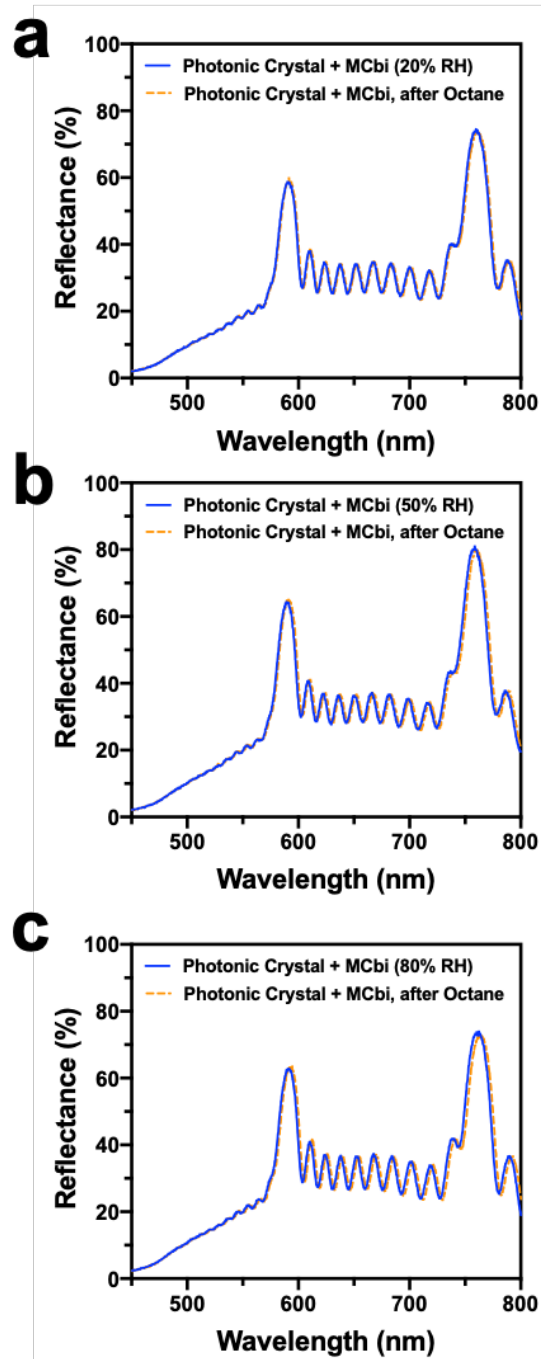 a
100
80
60
40
20
0
Reflectance (%)
Photonic Crystal + MCbi (20% RH)
Photonic Crystal + MCbi, after Octane
500 600 700 800
Wavelength (nm)
b
100
80
60
40
20
0
Reflectance (%)
Photonic Crystal + MCbi (50% RH)
Photonic Crystal + MCbi, after Octane
500 600 700 800
Wavelength (nm)
c
100
80
60
40
20
0
Reflectance (%)
Photonic Crystal + MCbi (80% RH)
Photonic Crystal + MCbi, after Octane
500 600 700 800
Wavelength (nm)